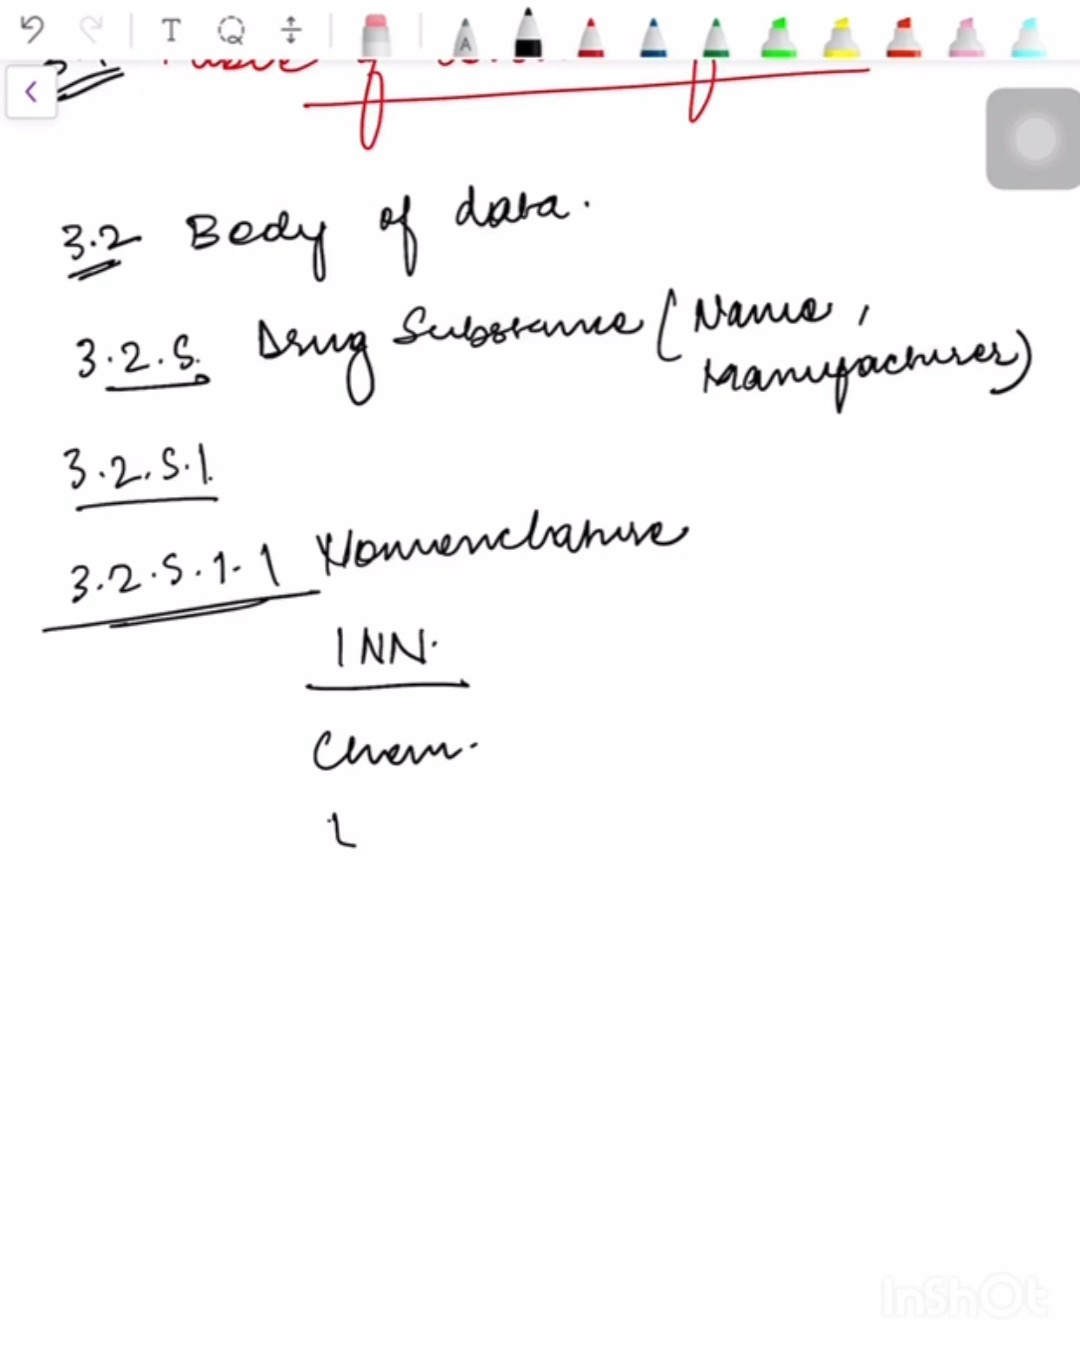 T
A
3.2 Body of data.
3.2.S. Drug Substance (Name,
Manufacturer)
3.2.S.1.
3.2.S.1.1 Nomenclature
INN.
Chem.
InShOt